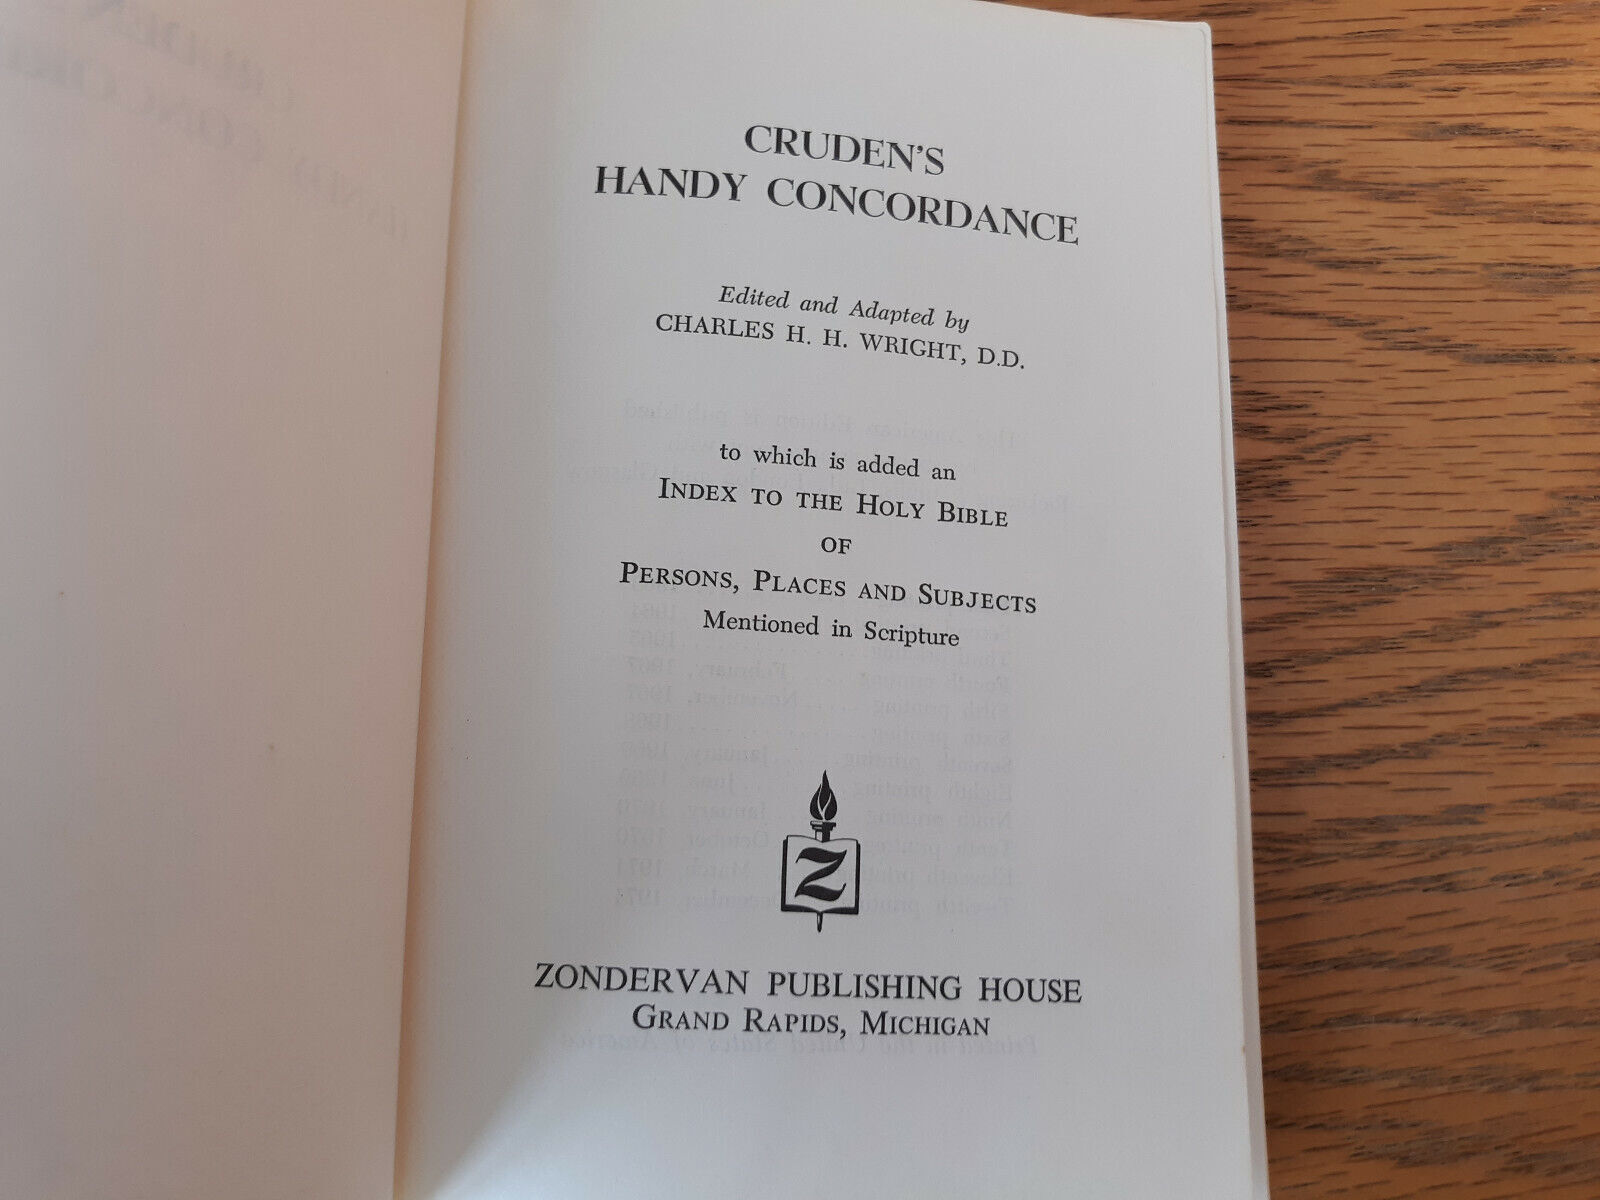 CRUDEN'S
HANDY CONCORDANCE
Edited and Adapted by
CHARLES H. H. WRIGHT, D.D.
to which is added an
INDEX TO THE HOLY BIBLE
OF
PERSONS, PLACES AND SUBJECTS
Mentioned in Scripture
Z
ZONDERVAN PUBLISHING HOUSE
GRAND RAPIDS, MICHIGAN